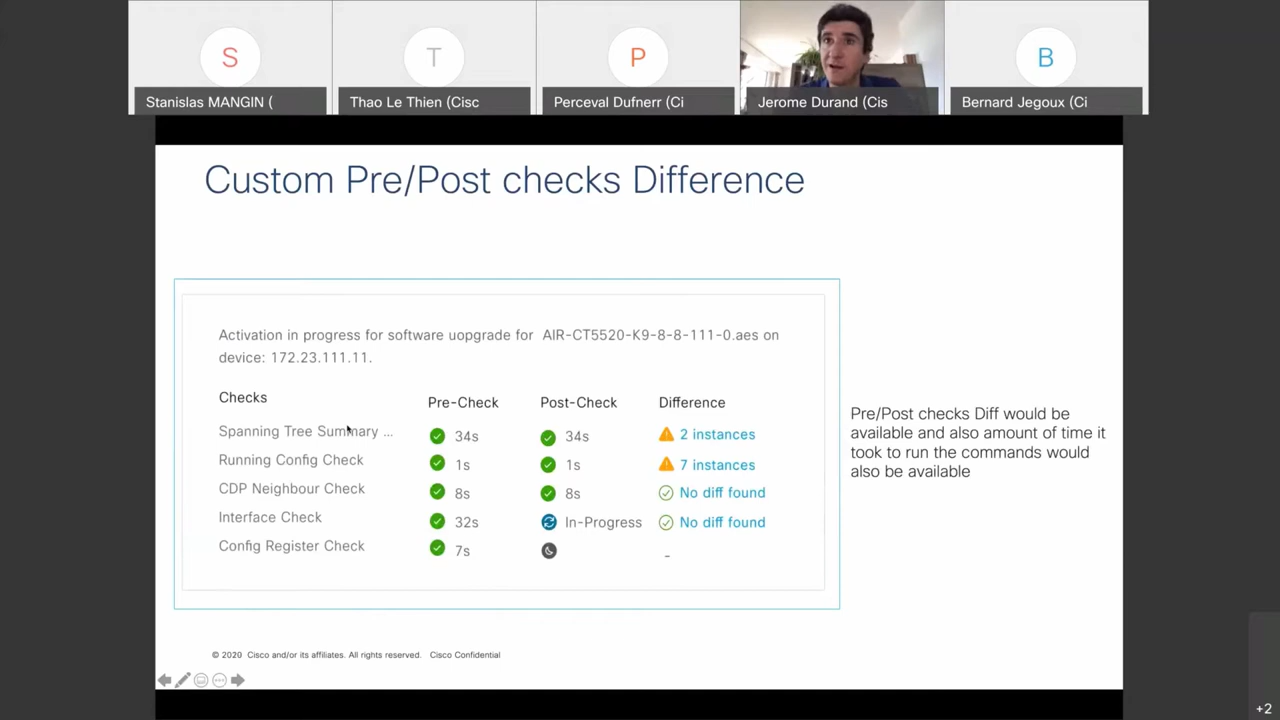 S
T
P
B
Stanislas MANGIN (
Thao Le Thien (Cisc
Perceval Dufnerr (Ci
Jerome Durand (Cis
Bernard Jegoux (Ci
Custom Pre/Post checks Difference
Activation in progress for software uopgrade for AIR-CT5520-K9-8-8-111-0.aes on
device: 172.23.111.11.
Checks Pre-Check Post-Check Difference
Spanning Tree Summary ... 34s 34s 2 instances
Running Config Check 1s 1s 7 instances
CDP Neighbour Check 8s 8s No diff found
Interface Check 32s In-Progress No diff found
Config Register Check 7s -
Pre/Post checks Diff would be
available and also amount of time it
took to run the commands would
also be available
© 2020 Cisco and/or its affiliates. All rights reserved. Cisco Confidential
+2